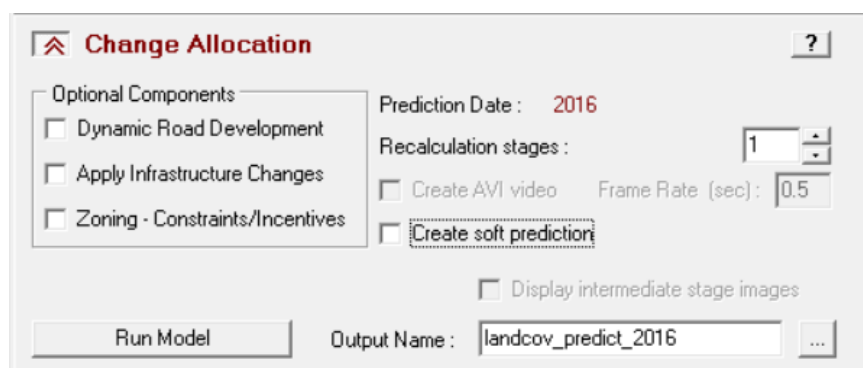 Change Allocation
?
Optional Components
Dynamic Road Development
Apply Infrastructure Changes
Zoning - Constraints/Incentives
Prediction Date : 2016
Recalculation stages : 1
Create AVI video Frame Rate (sec) : 0.5
Create soft prediction
Display intermediate stage images
Run Model Output Name : landcov_predict_2016 ...